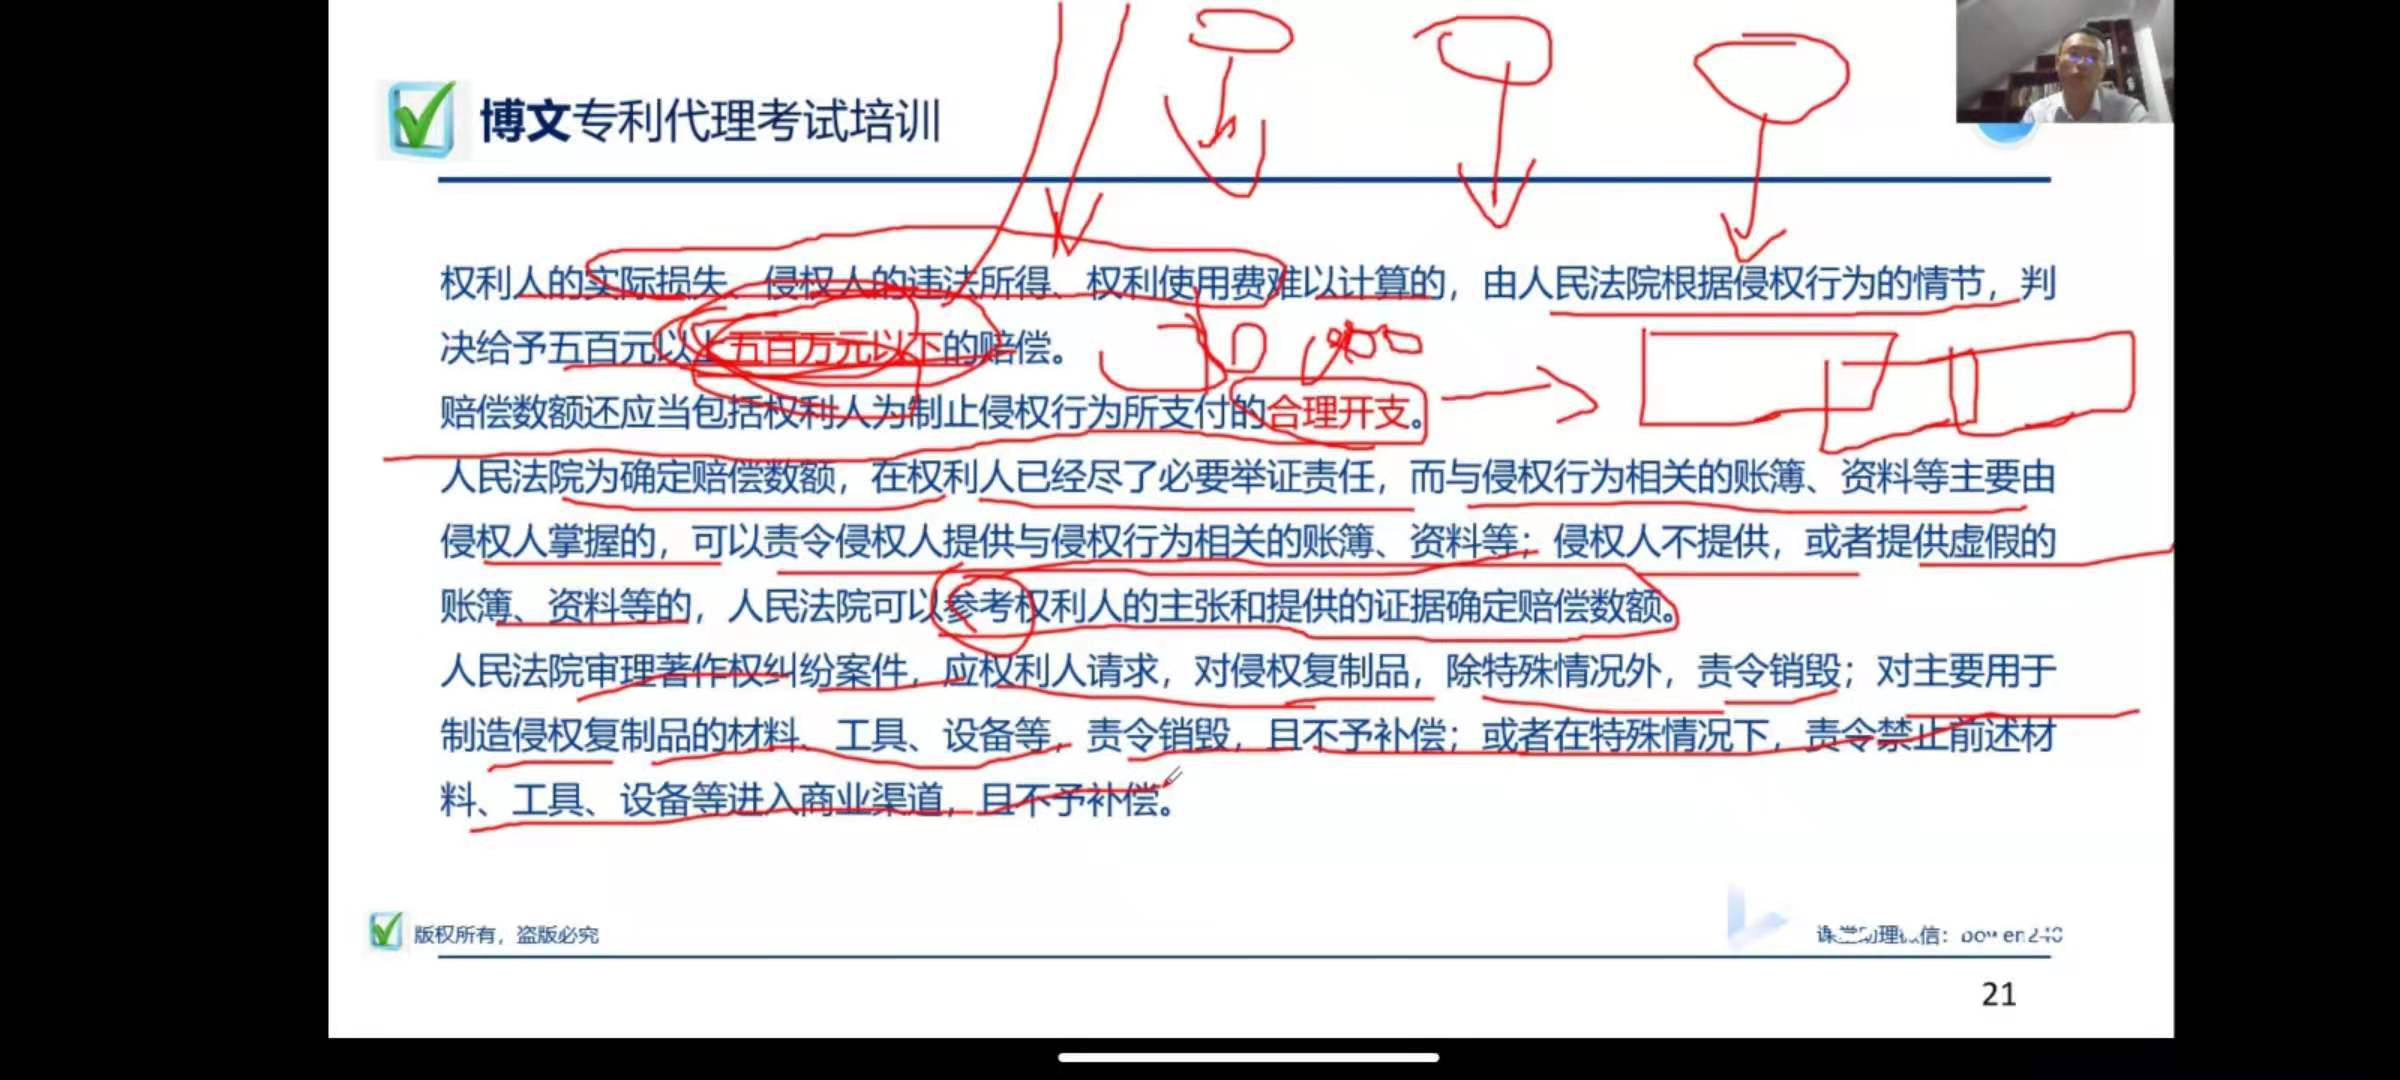 博文专利代理考试培训
权利人的实际损失、侵权人的违法所得、权利使用费难以计算的，由人民法院根据侵权行为的情节，判
决给予五百元以上五百万元以下的赔偿。
赔偿数额还应当包括权利人为制止侵权行为所支付的合理开支。
人民法院为确定赔偿数额，在权利人已经尽了必要举证责任，而与侵权行为相关的账簿、资料等主要由
侵权人掌握的，可以责令侵权人提供与侵权行为相关的账簿、资料等；侵权人不提供，或者提供虚假的
账簿、资料等的，人民法院可以参考权利人的主张和提供的证据确定赔偿数额。
人民法院审理著作权纠纷案件，应权利人请求，对侵权复制品，除特殊情况外，责令销毁；对主要用于
制造侵权复制品的材料、工具、设备等，责令销毁，且不予补偿；或者在特殊情况下，责令禁止前述材
料、工具、设备等进入商业渠道，且不予补偿。
版权所有，盗版必究
21